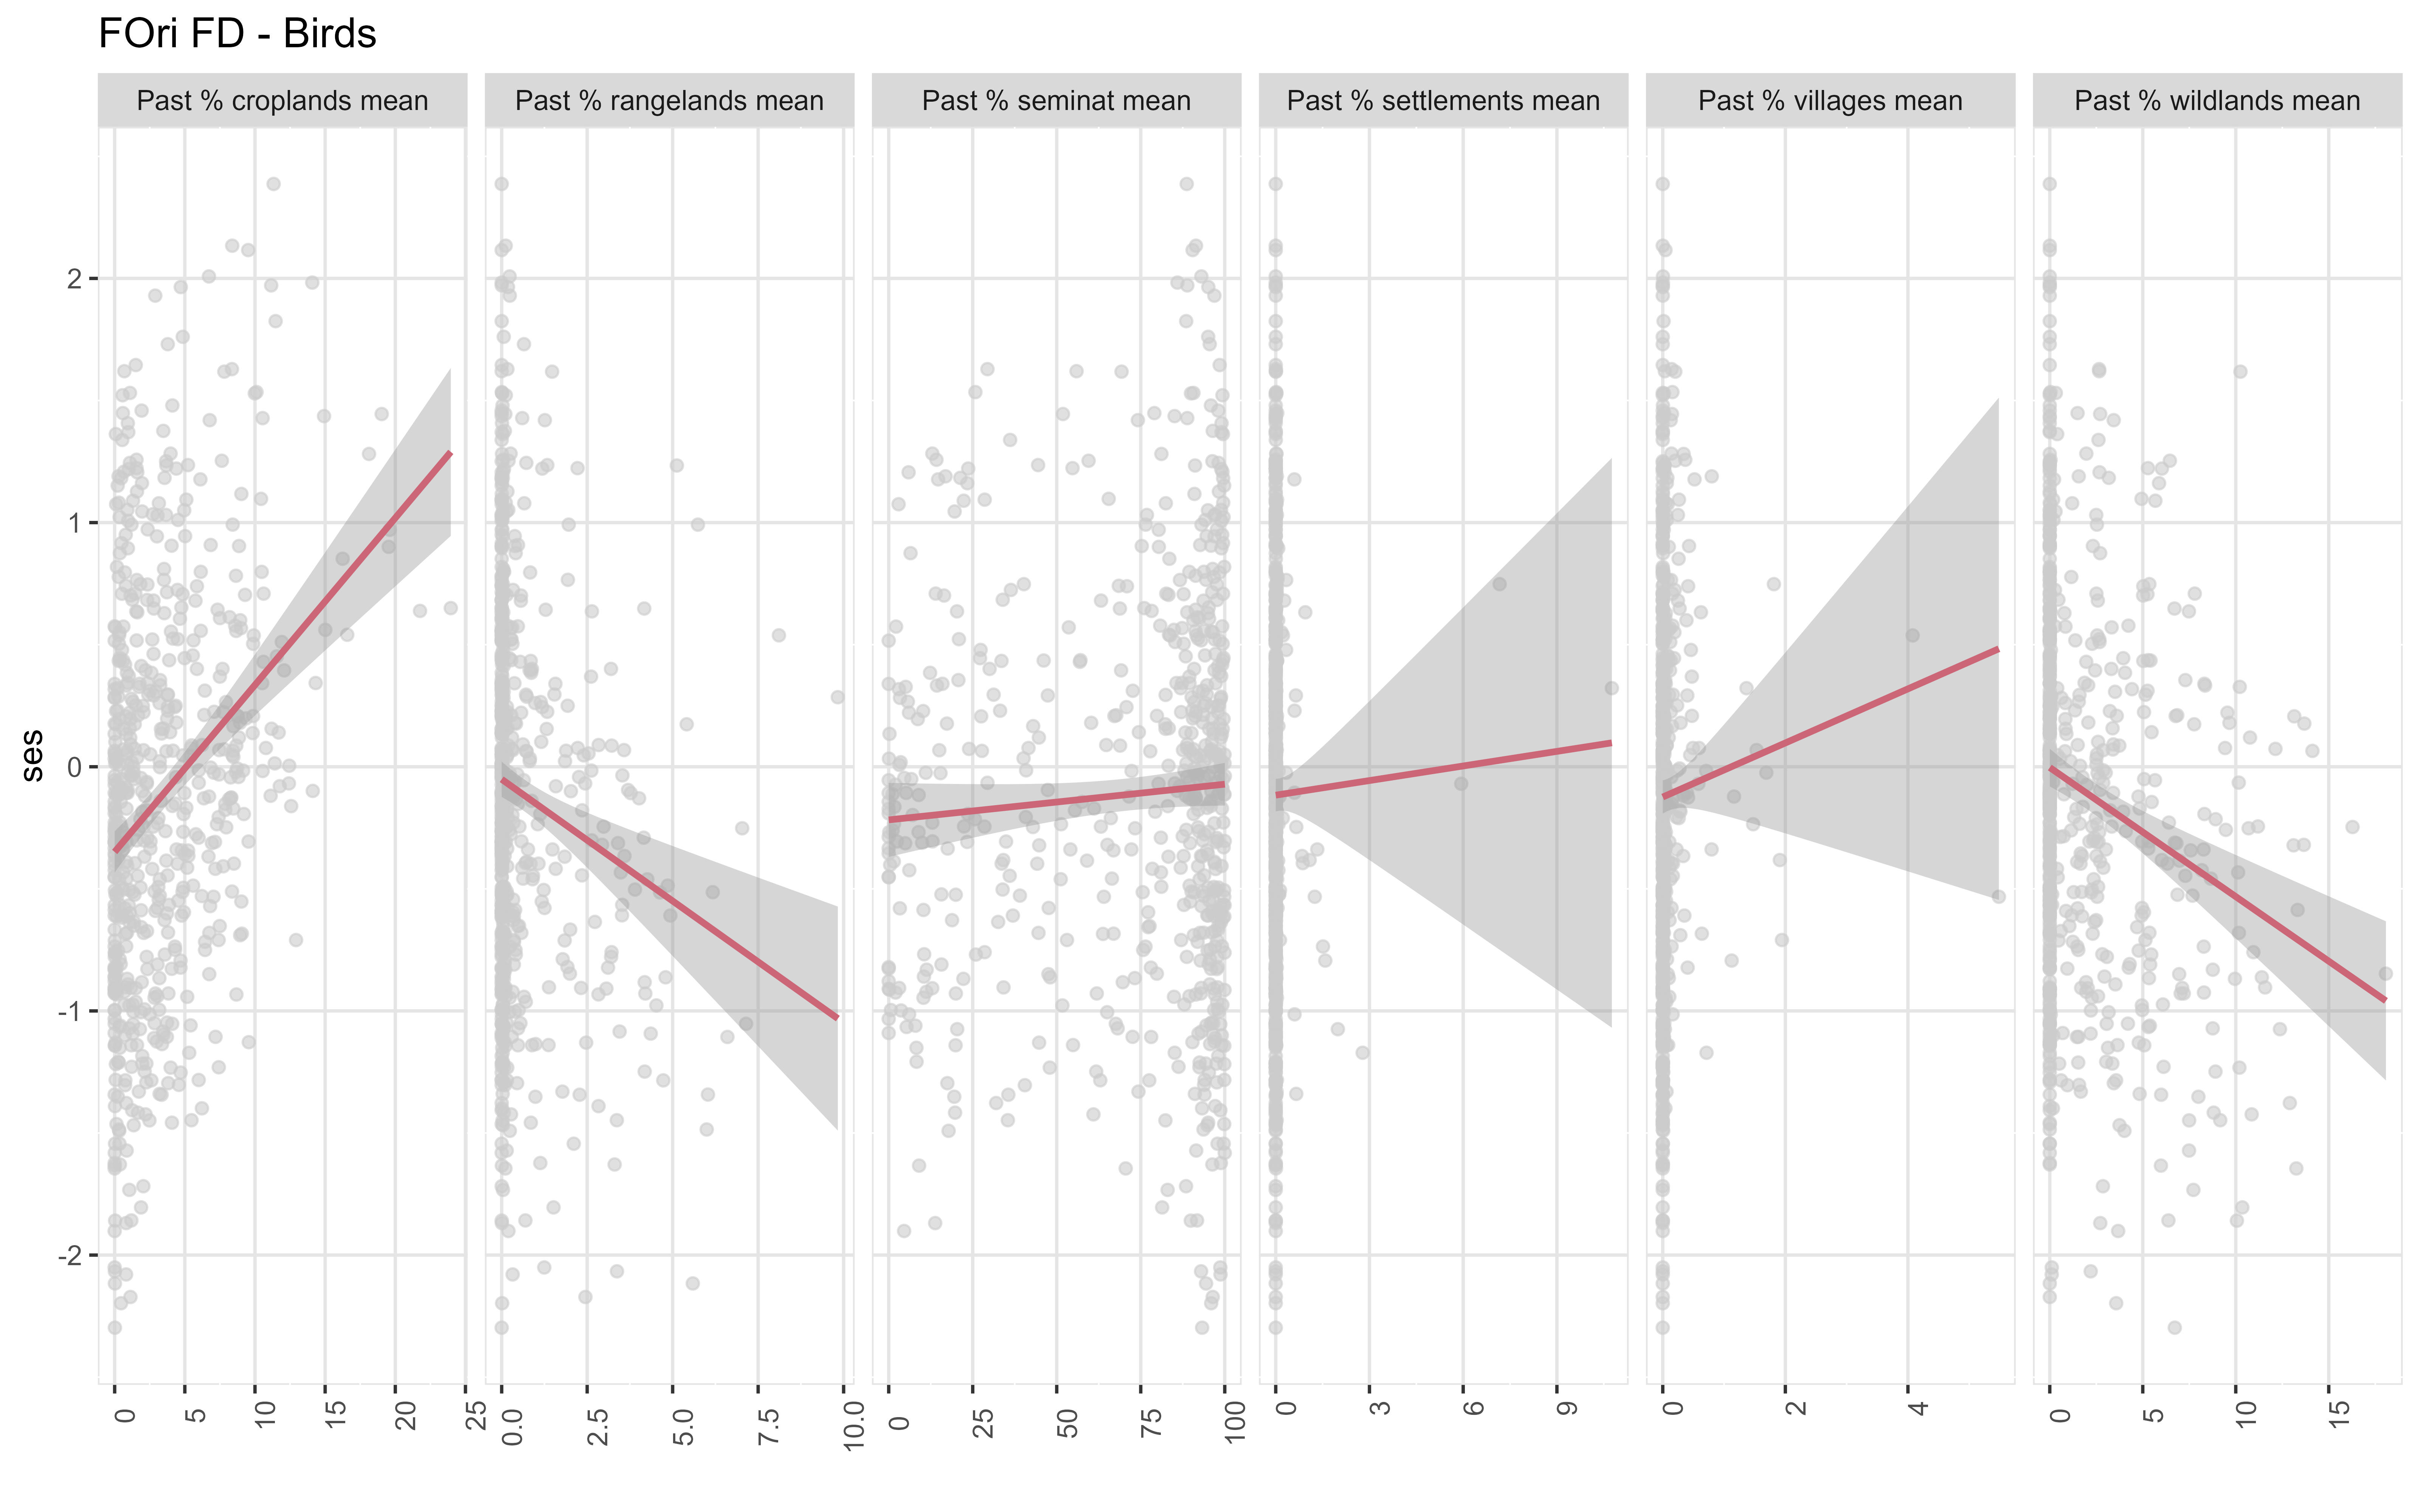 FOri FD - Birds
Past % croplands mean
Past % rangelands mean
Past % seminat mean
Past % settlements mean
Past % villages mean
Past % wildlands mean
ses
2
1
0
-1
-2
0 5 10 15 20 25
0.0 2.5 5.0 7.5 10.0
0 25 50 75 100
0 3 6 9
0 2 4
0 5 10 15